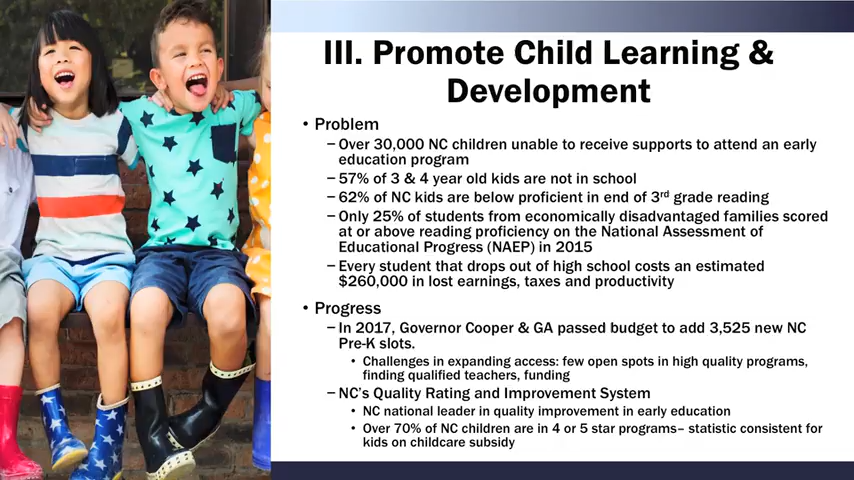 III. Promote Child Learning &
Development
• Problem
– Over 30,000 NC children unable to receive supports to attend an early
education program
– 57% of 3 & 4 year old kids are not in school
– 62% of NC kids are below proficient in end of 3rd grade reading
– Only 25% of students from economically disadvantaged families scored
at or above reading proficiency on the National Assessment of
Educational Progress (NAEP) in 2015
– Every student that drops out of high school costs an estimated
$260,000 in lost earnings, taxes and productivity
• Progress
– In 2017, Governor Cooper & GA passed budget to add 3,525 new NC
Pre-K slots.
• Challenges in expanding access: few open spots in high quality programs,
finding qualified teachers, funding
– NC's Quality Rating and Improvement System
• NC national leader in quality improvement in early education
• Over 70% of NC children are in 4 or 5 star programs– statistic consistent for
kids on childcare subsidy